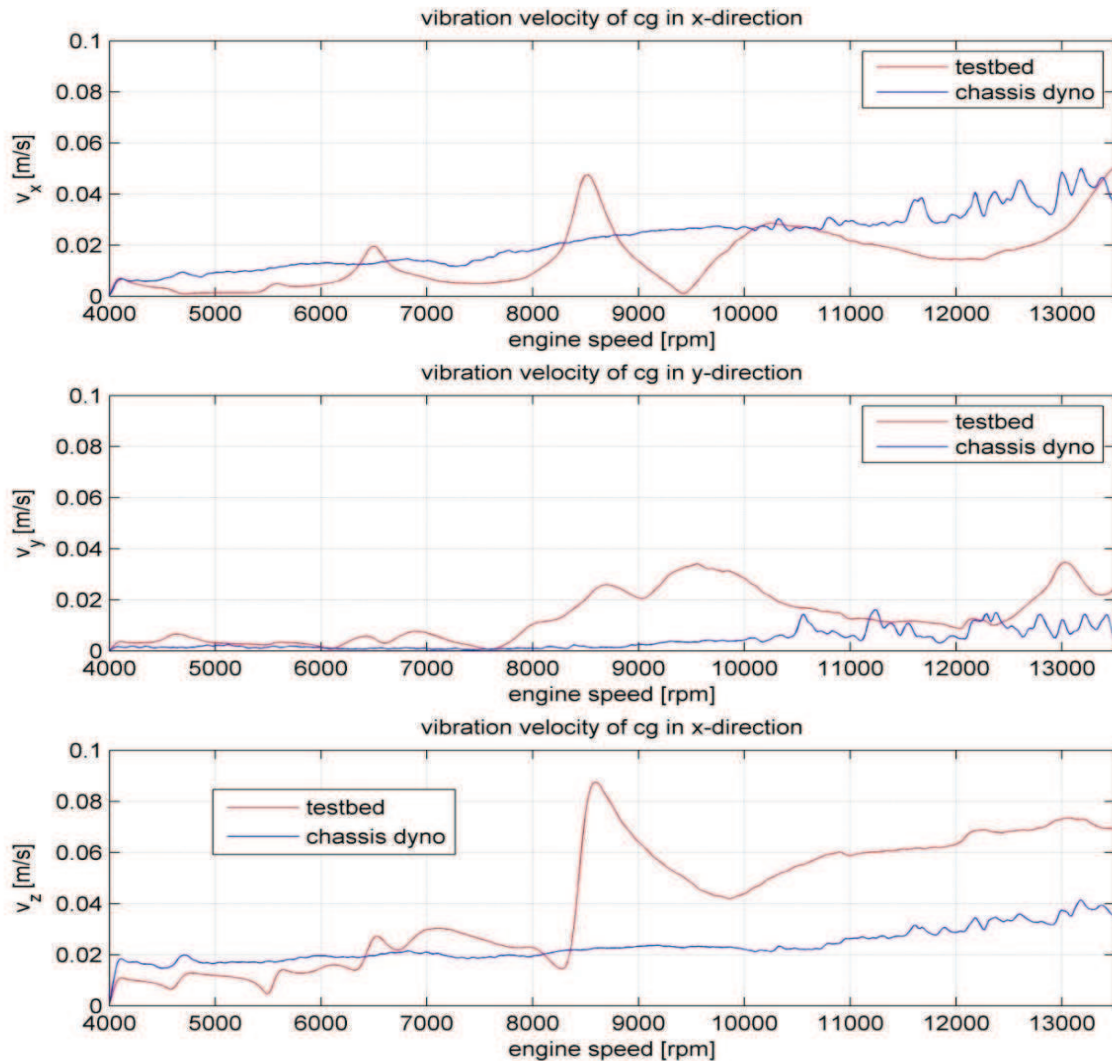 vibration velocity of cg in x-direction
0.1
0.08
0.06
0.04
0.02
0
v_x [m/s]
testbed
chassis dyno
4000 5000 6000 7000 8000 9000 10000 11000 12000 13000
engine speed [rpm]
vibration velocity of cg in y-direction
0.1
0.08
0.06
0.04
0.02
0
v_y [m/s]
testbed
chassis dyno
4000 5000 6000 7000 8000 9000 10000 11000 12000 13000
engine speed [rpm]
vibration velocity of cg in x-direction
0.1
0.08
0.06
0.04
0.02
0
v_z [m/s]
testbed
chassis dyno
4000 5000 6000 7000 8000 9000 10000 11000 12000 13000
engine speed [rpm]